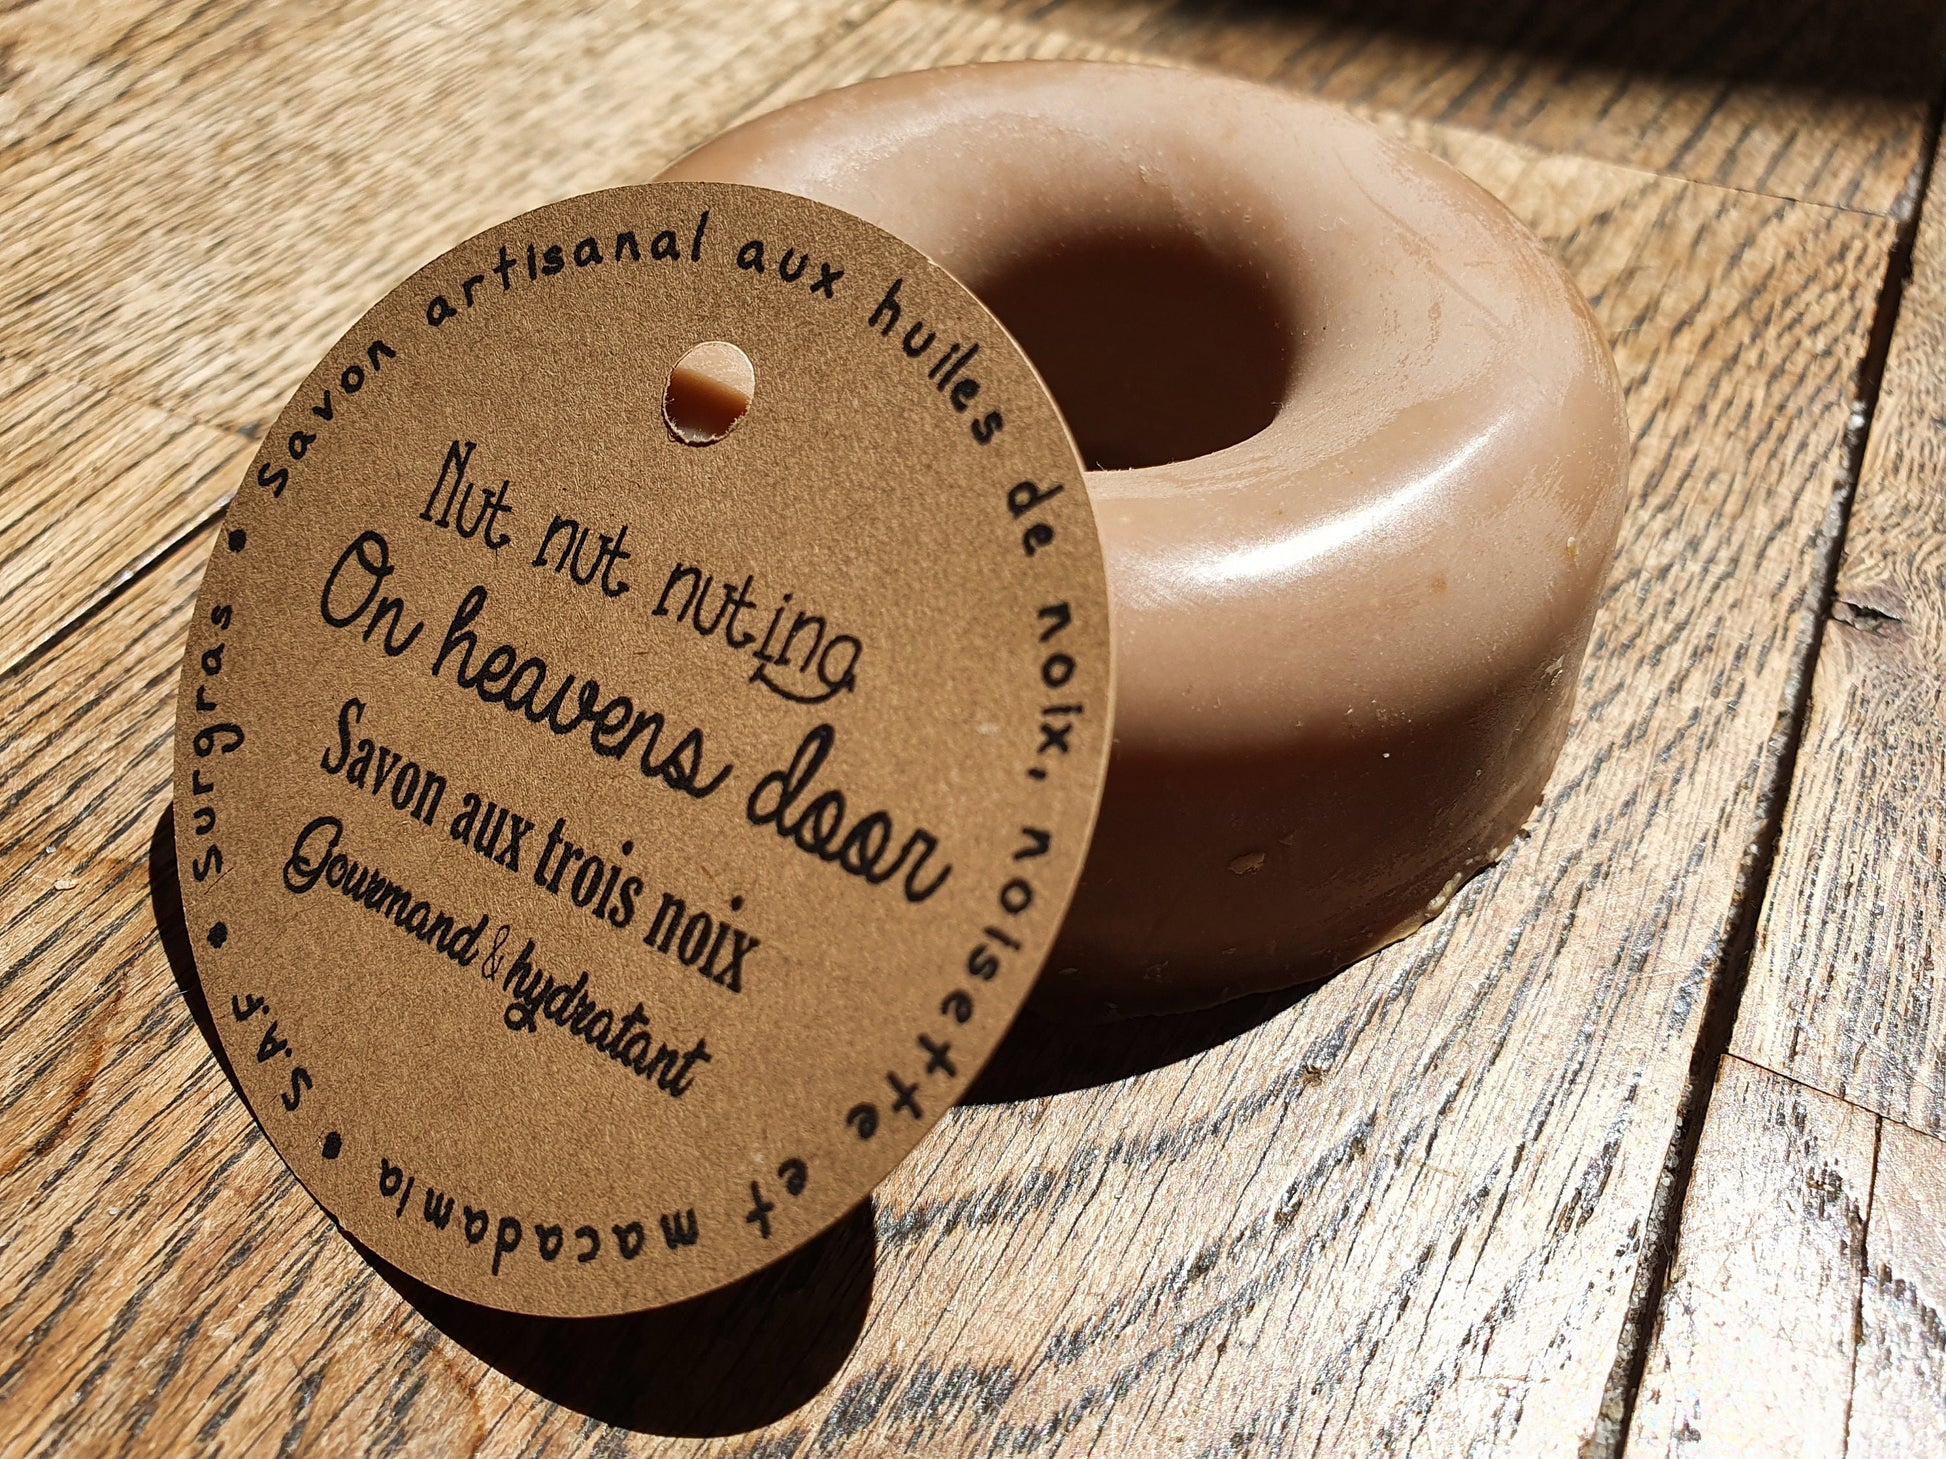 Savon artisanal aux huiles de noix, noisette et macadamia • S.A.F • Surgras •
Nut nut nuting
On heavens door
Savon aux trois noix
Gourmand & hydratant